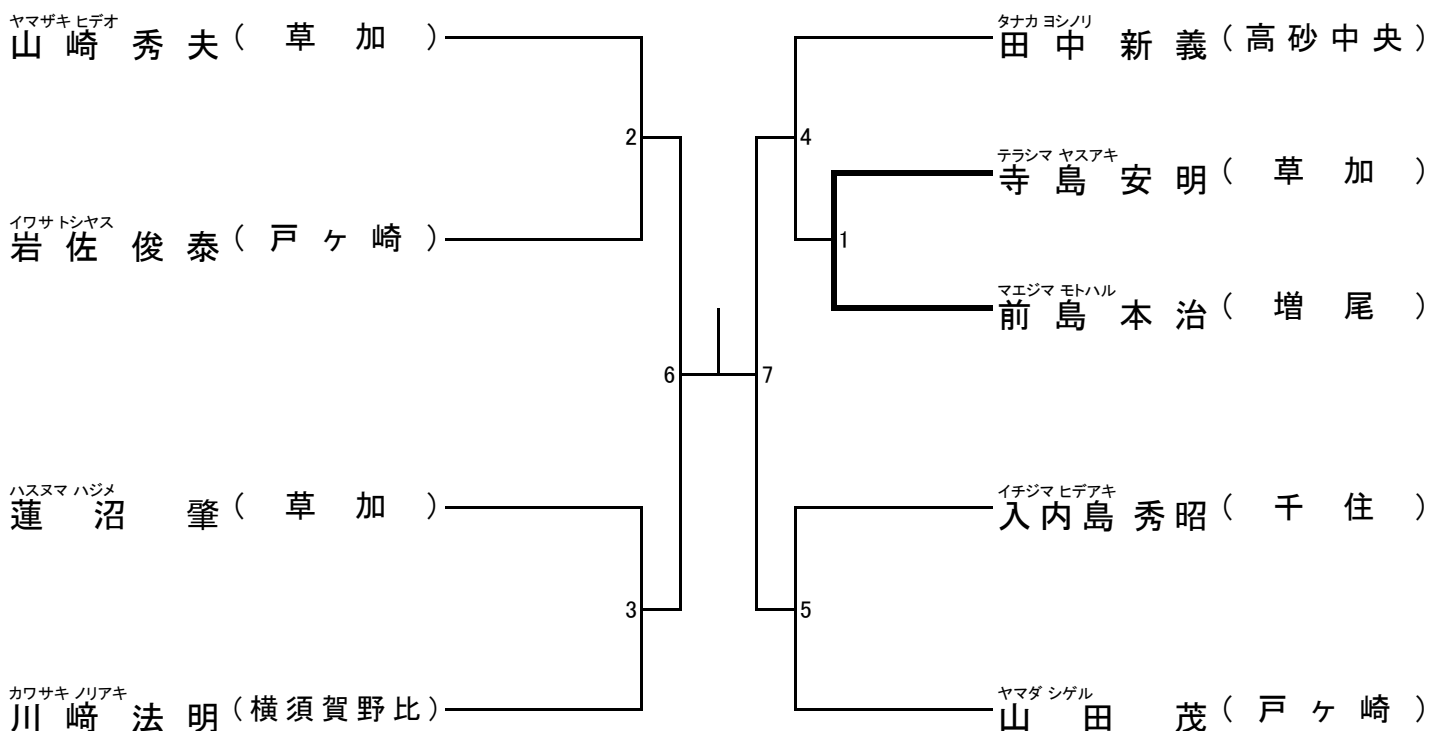 ヤマザキ ヒデオ
山崎秀夫(草加)
イワサ トシヤス
岩佐俊泰(戸ヶ崎)
ハスヌマ ハジメ
蓮沼肇(草加)
カワサキ ノリアキ
川﨑法明(横須賀野比)
2
6
3
4
1
7
5
タナカ ヨシノリ
田中新義(高砂中央)
テラシマ ヤスアキ
寺島安明(草加)
マエジマ モトハル
前島本治(増尾)
イチジマ ヒデアキ
入内島秀昭(千住)
ヤマダ シゲル
山田茂(戸ヶ崎)